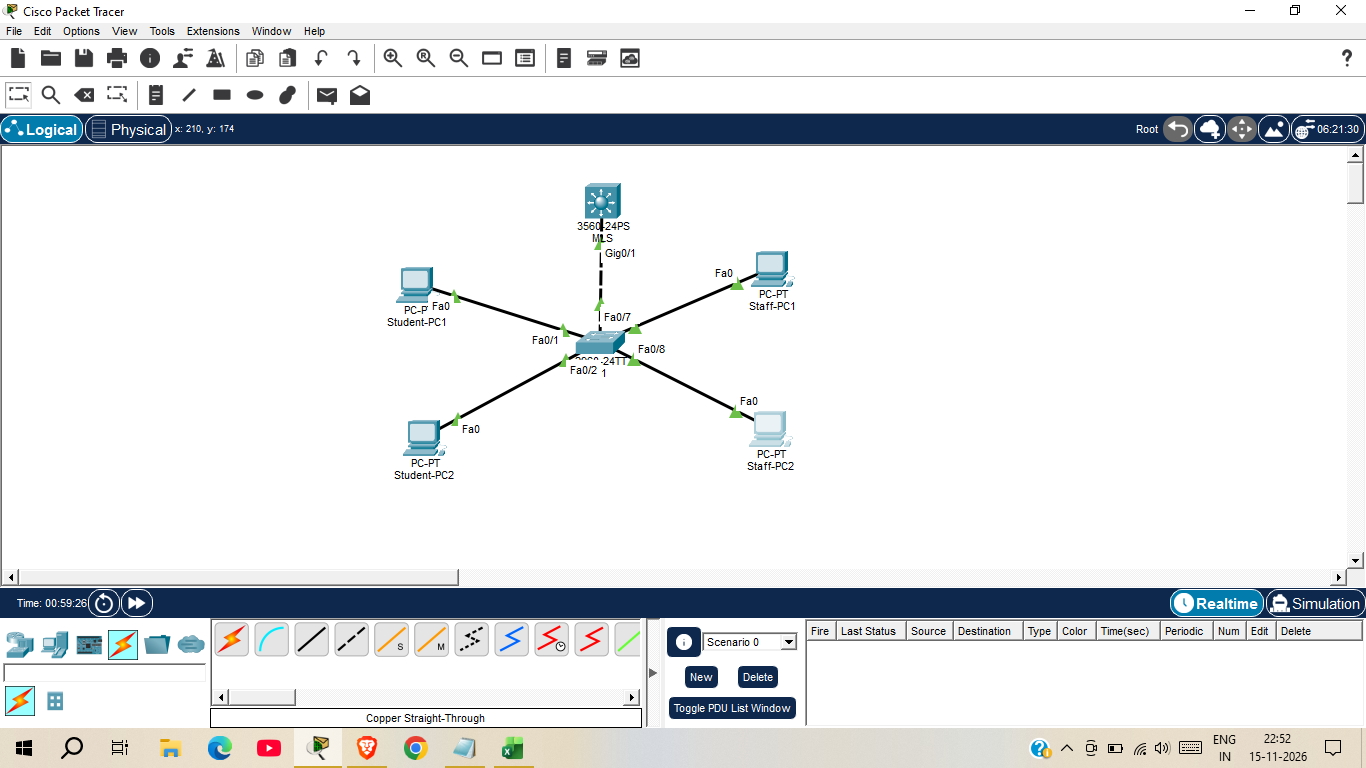 Cisco Packet Tracer
File Edit Options View Tools Extensions Window Help
Logical Physical x: 210, y: 174 Root 06:21:30
3560-24PS
MLS
Gig0/1
Fa0
PC-PT
Staff-PC1
Fa0
Student-PC1
Fa0/7
Fa0/1
Fa0/8
Fa0/2
1
Fa0
Fa0
PC-PT
Student-PC2
PC-PT
Staff-PC2
Time: 00:59:26 Realtime Simulation
S M
Scenario 0
New Delete
Toggle PDU List Window
Fire Last Status Source Destination Type Color Time(sec) Periodic Num Edit Delete
Copper Straight-Through
ENG
IN
22:52
15-11-2026